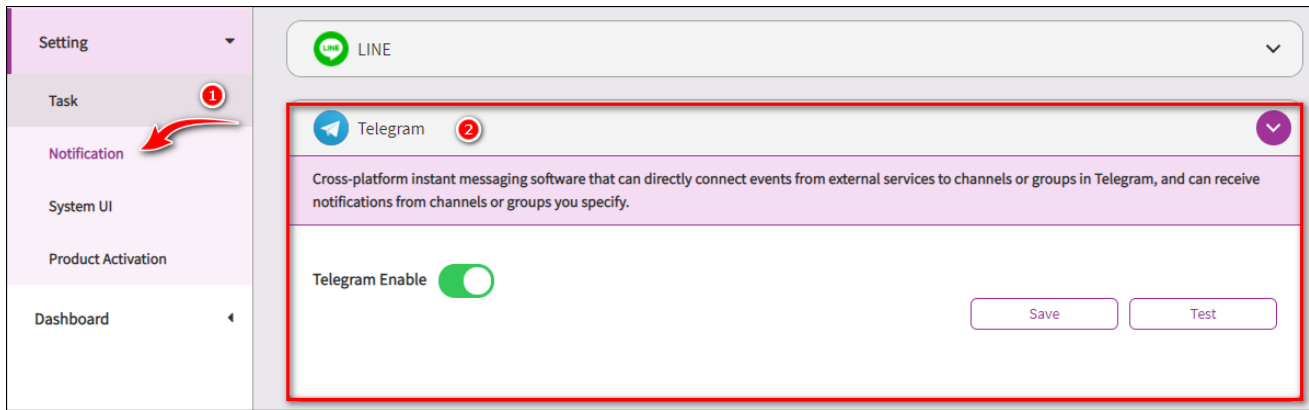 Setting
Task
1
Notification
System UI
Product Activation
Dashboard
LINE
LINE
Telegram
2
Cross-platform instant messaging software that can directly connect events from external services to channels or groups in Telegram, and can receive
notifications from channels or groups you specify.
Telegram Enable
Save
Test